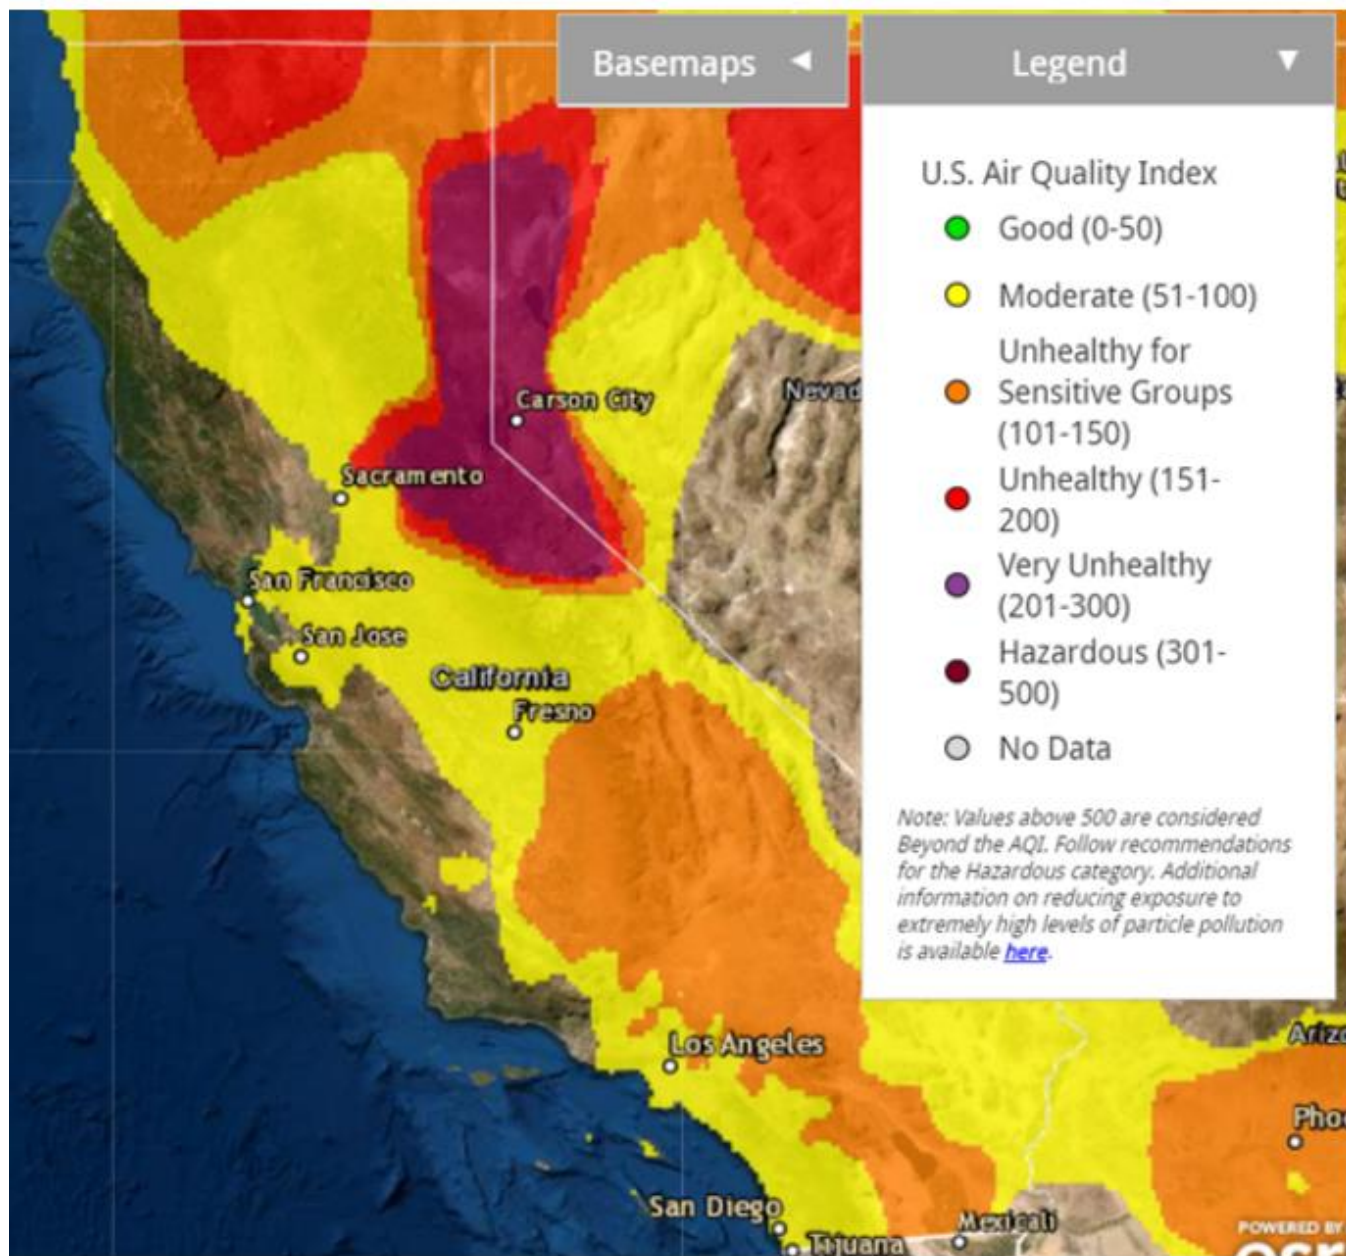 Basemaps
Legend
U.S. Air Quality Index
Good (0-50)
Moderate (51-100)
Unhealthy for
Sensitive Groups
(101-150)
Unhealthy (151-
200)
Very Unhealthy
(201-300)
Hazardous (301-
500)
No Data
Note: Values above 500 are considered
Beyond the AQI. Follow recommendations
for the Hazardous category. Additional
information on reducing exposure to
extremely high levels of particle pollution
is available here.
Nevad
Carson City
Sacramento
San Francisco
San Jose
California
Fresno
Los Angeles
Arizo
Pho
San Diego
Mexicali
Tijuana
POWERED BY